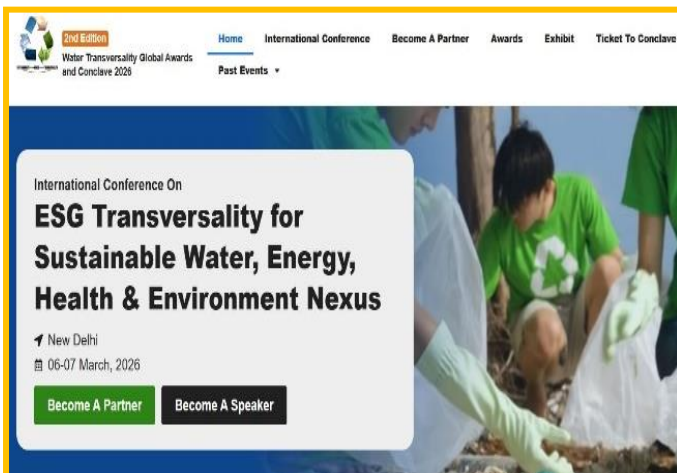 2nd Edition
Water Transversality Global Awards
and Conclave 2026
Home International Conference Become A Partner Awards Exhibit Ticket To Conclave
Past Events
International Conference On
ESG Transversality for
Sustainable Water, Energy,
Health & Environment Nexus
New Delhi
06-07 March, 2026
Become A Partner Become A Speaker